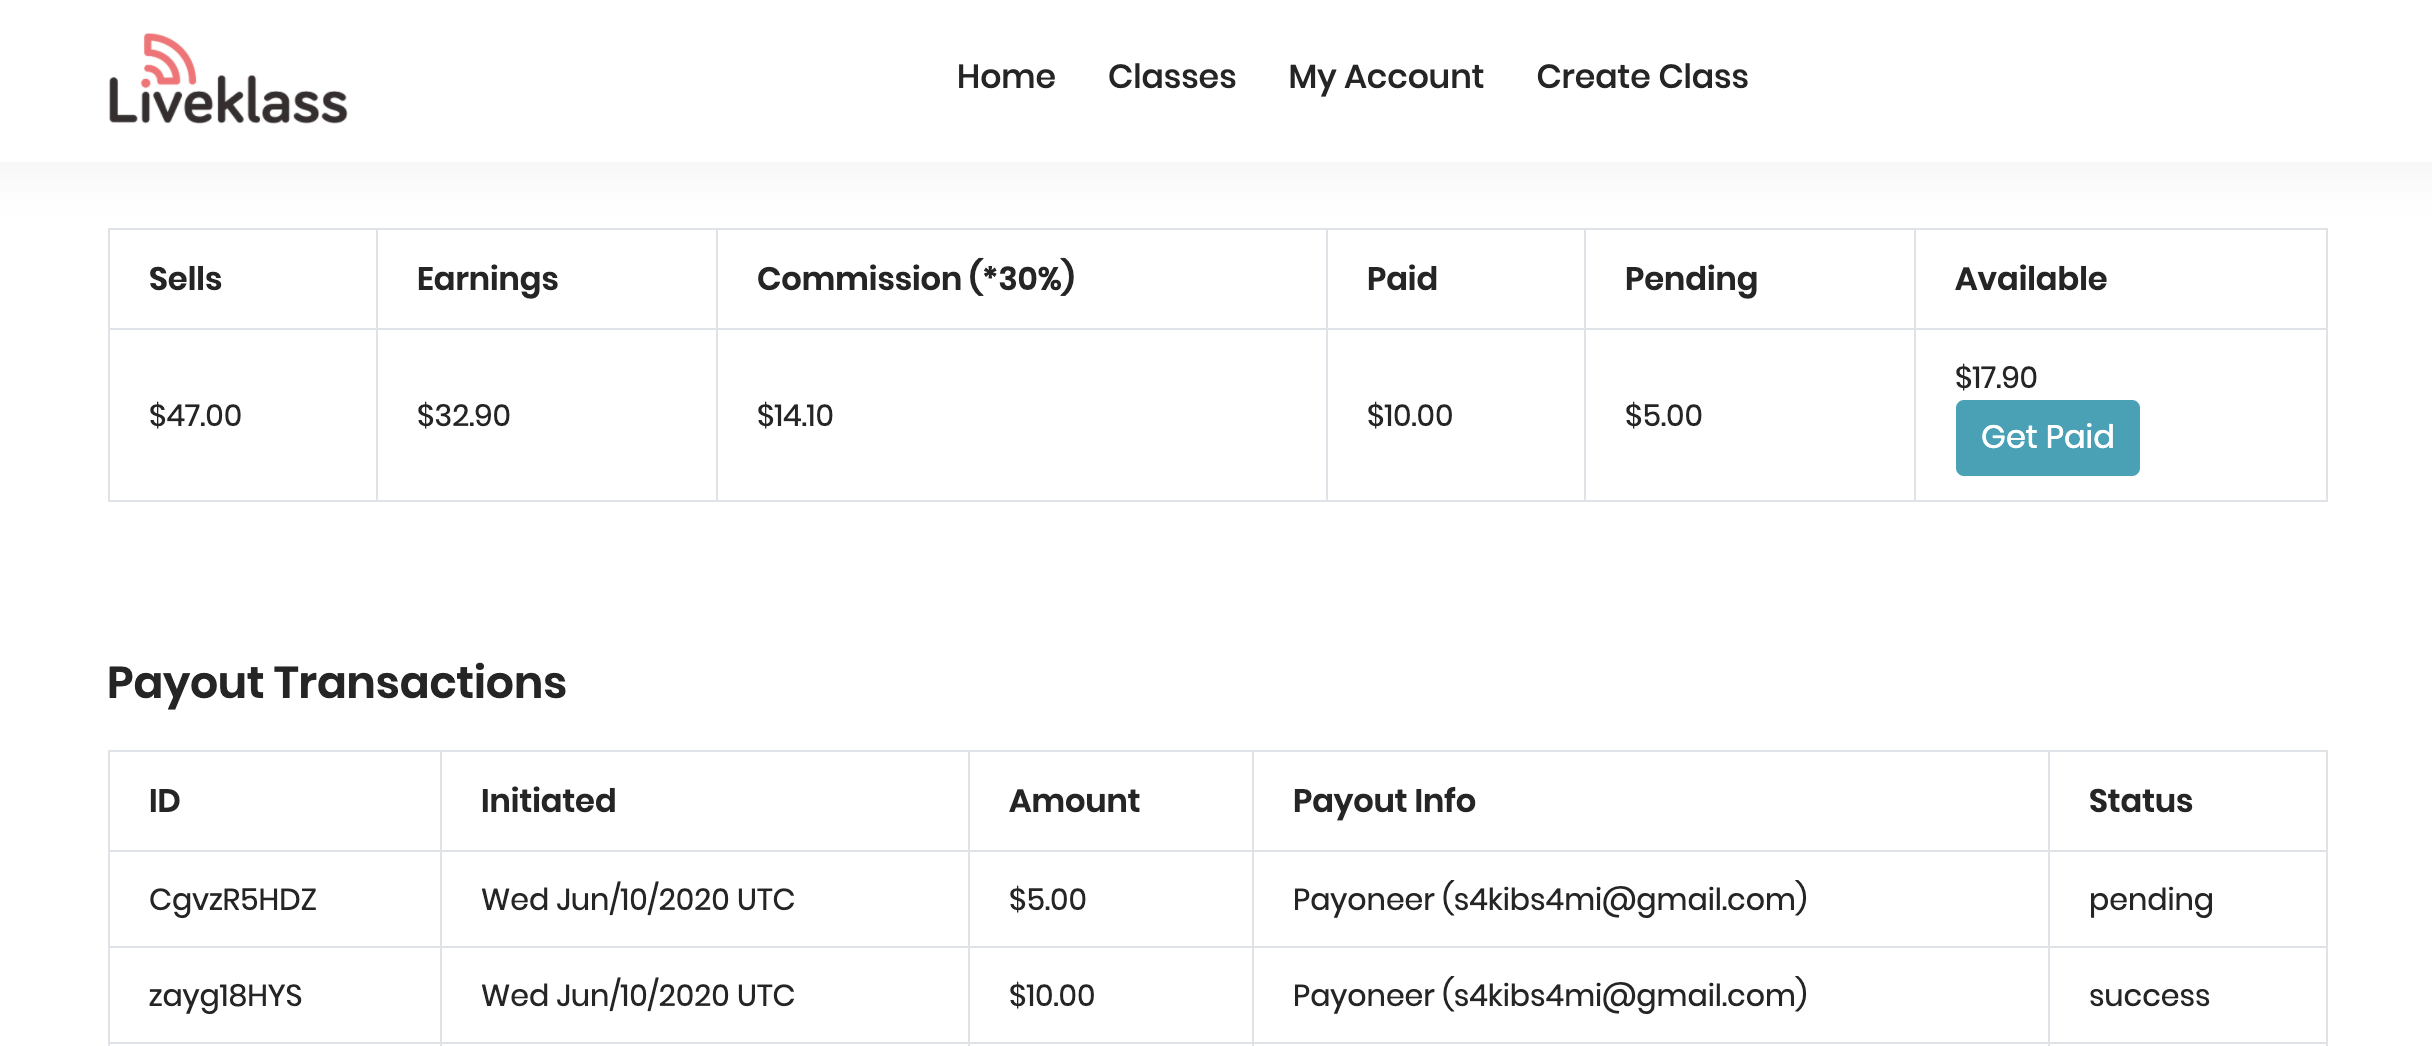 Liveklass
Home Classes My Account Create Class
Sells Earnings Commission (*30%) Paid Pending Available
$47.00 $32.90 $14.10 $10.00 $5.00 $17.90
Get Paid
Payout Transactions
ID Initiated Amount Payout Info Status
CgvzR5HDZ Wed Jun/10/2020 UTC $5.00 Payoneer (s4kibs4mi@gmail.com) pending
zayg18HYS Wed Jun/10/2020 UTC $10.00 Payoneer (s4kibs4mi@gmail.com) success